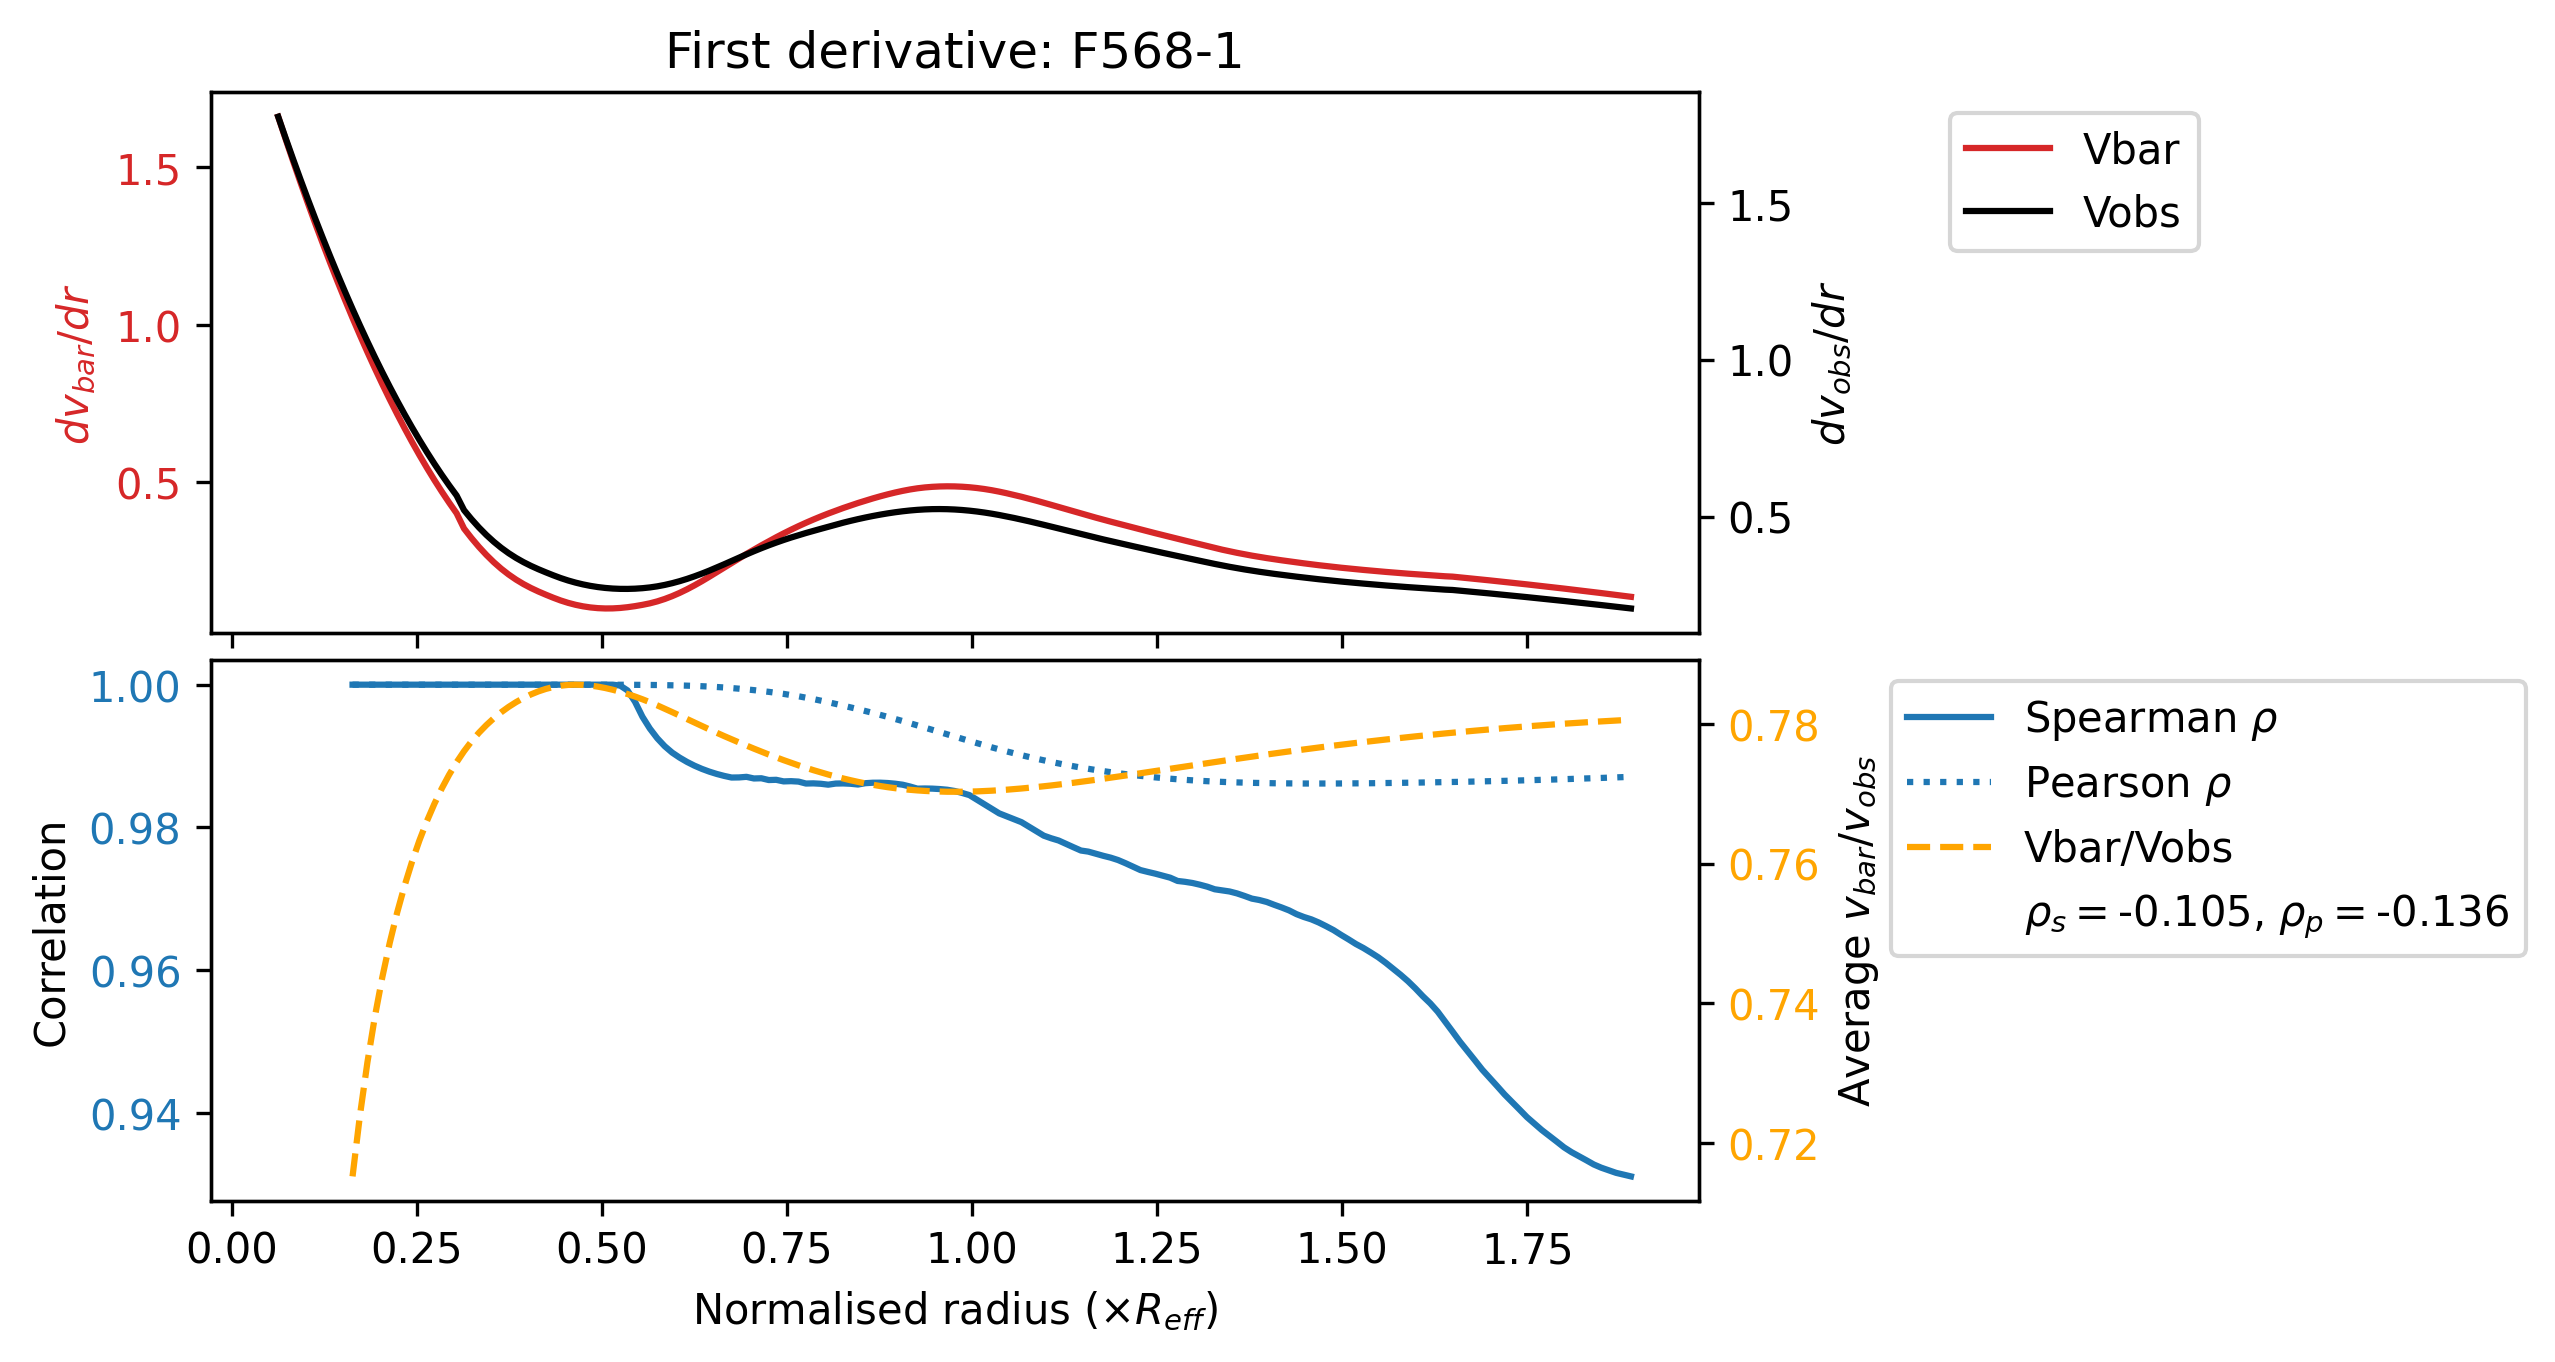 First derivative: F568-1
1.5
1.0
0.5
dv_bar/dr
1.5
1.0
0.5
dv_obs/dr
Vbar
Vobs
1.00
0.98
0.96
0.94
Correlation
0.78
0.76
0.74
0.72
Average v_bar/v_obs
Spearman ρ
Pearson ρ
Vbar/Vobs
ρ_s = -0.105, ρ_p = -0.136
0.00 0.25 0.50 0.75 1.00 1.25 1.50 1.75
Normalised radius (×R_eff)